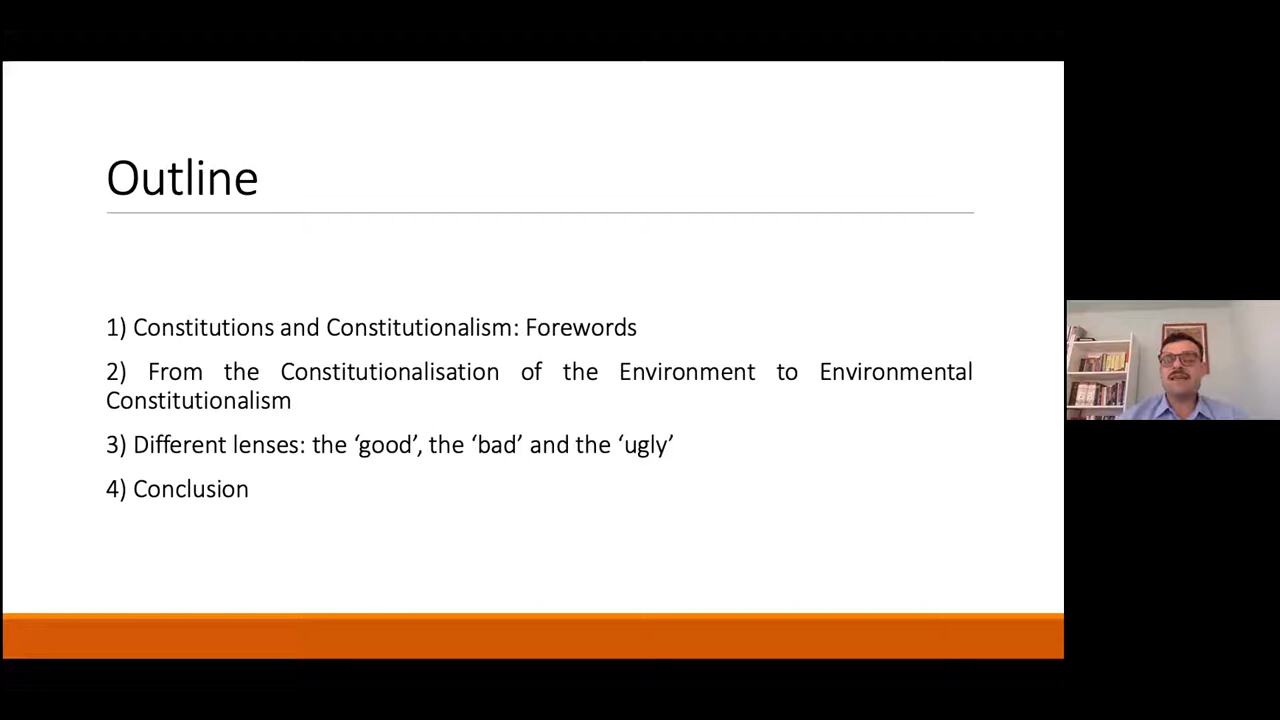 Outline
1) Constitutions and Constitutionalism: Forewords
2) From the Constitutionalisation of the Environment to Environmental
Constitutionalism
3) Different lenses: the ‘good’, the ‘bad’ and the ‘ugly’
4) Conclusion